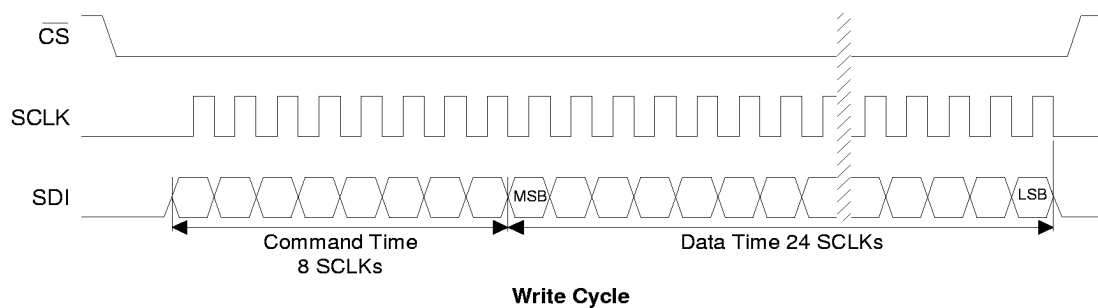 CS
SCLK
SDI
MSB
LSB
Command Time
8 SCLKs
Data Time 24 SCLKs
Write Cycle